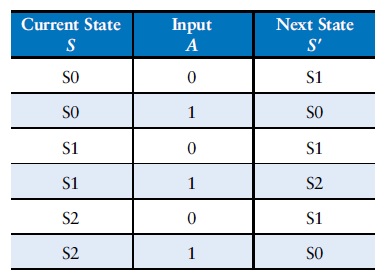 Current State Input Next State
S A S′
S0 0 S1
S0 1 S0
S1 0 S1
S1 1 S2
S2 0 S1
S2 1 S0